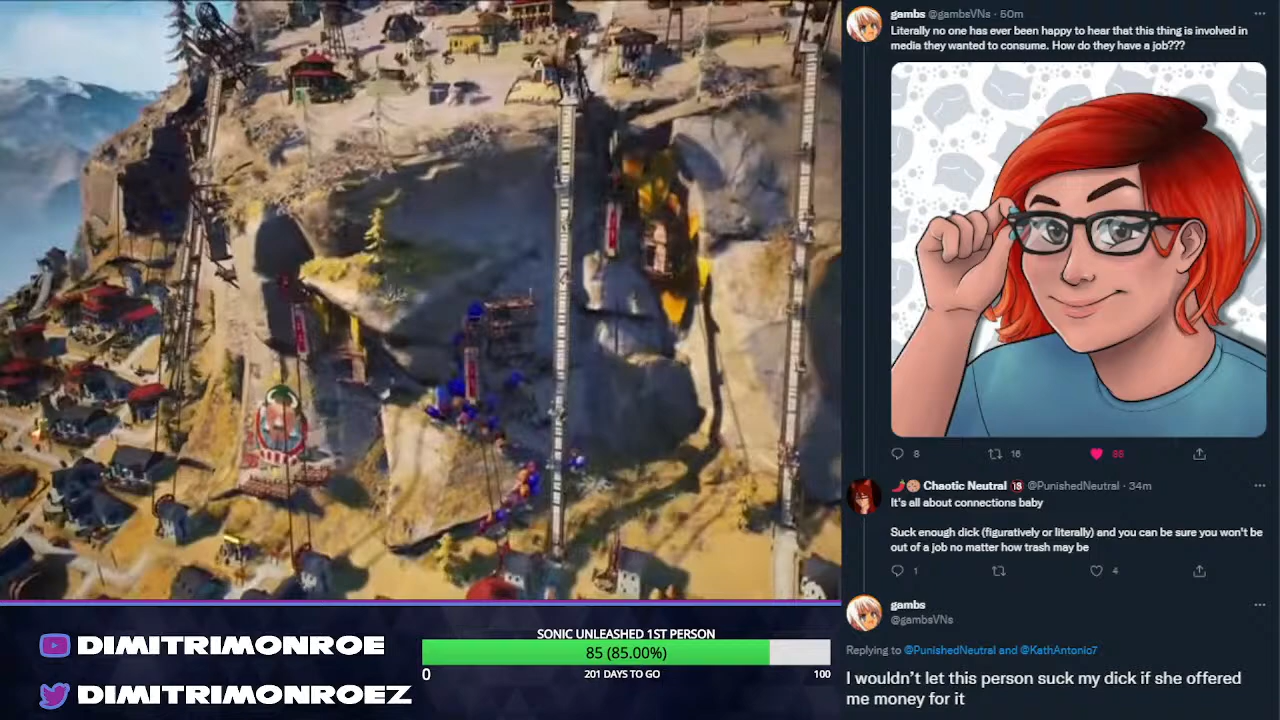 gambs @gambsVNs · 50m
Literally no one has ever been happy to hear that this thing is involved in
media they wanted to consume. How do they have a job???
8 16 86
Chaotic Neutral 18 @PunishedNeutral · 34m
It's all about connections baby
Suck enough dick (figuratively or literally) and you can be sure you won't be
out of a job no matter how trash may be
1 4
gambs
@gambsVNs
Replying to @PunishedNeutral and @KathAntonio7
I wouldn't let this person suck my dick if she offered
me money for it
DIMITRIMONROE
DIMITRIMONROEZ
SONIC UNLEASHED 1ST PERSON
85 (85.00%)
0 201 DAYS TO GO 100